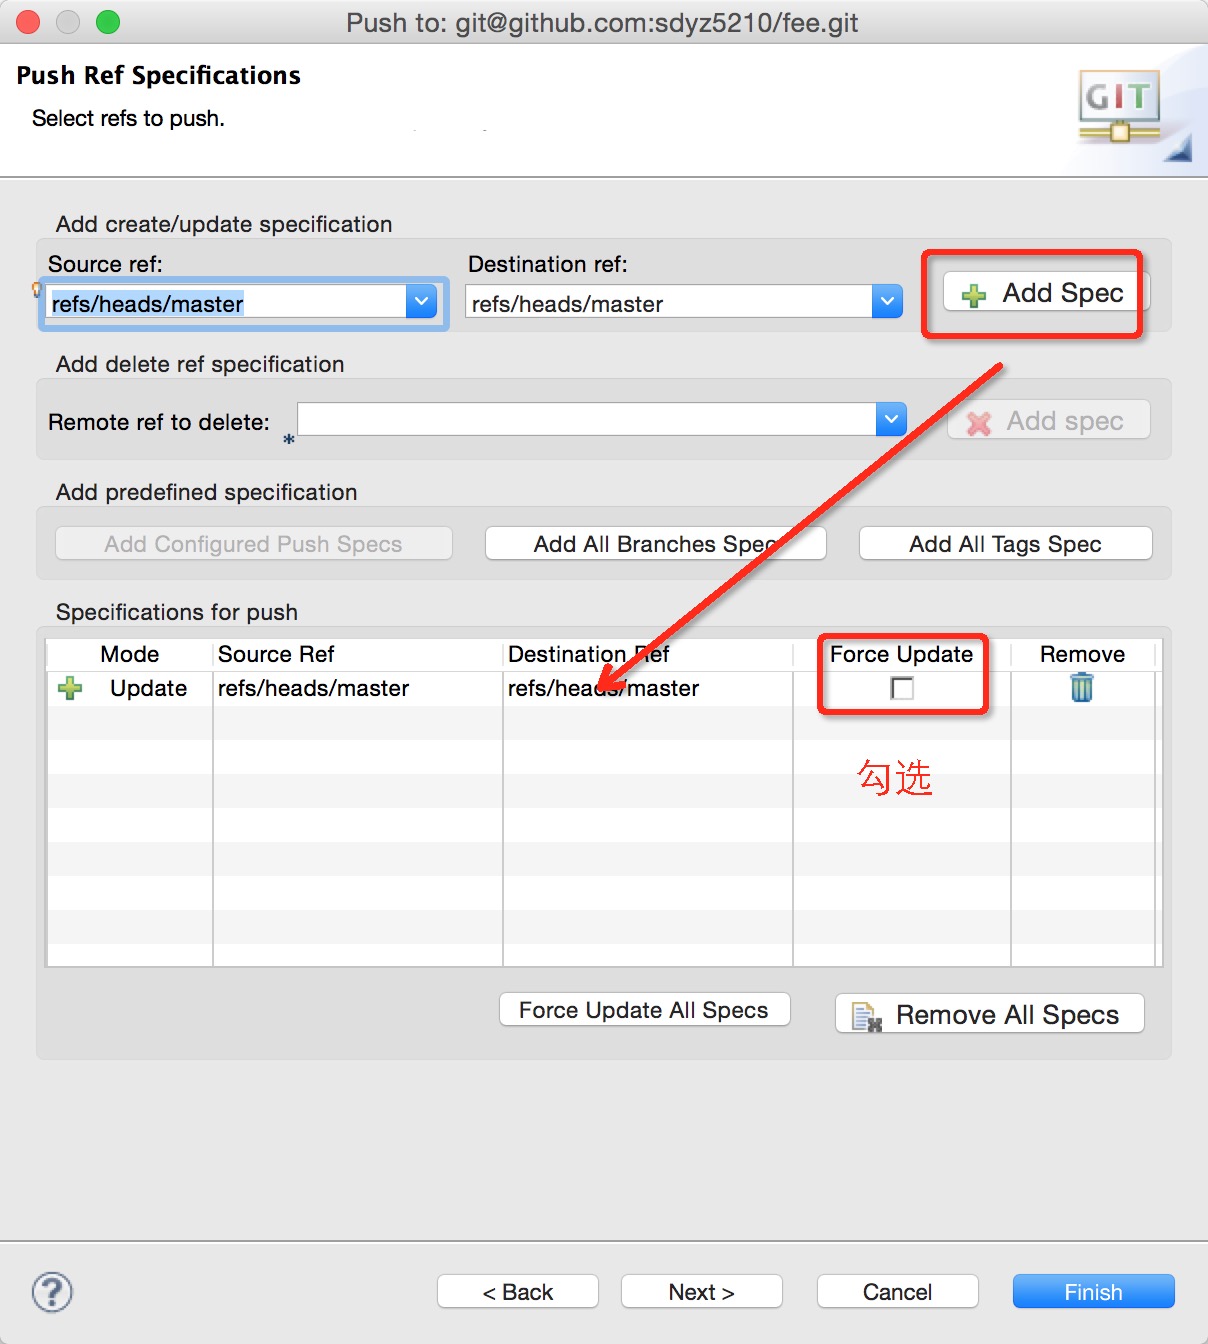 Push to: git@github.com:sdyz5210/fee.git
Push Ref Specifications
Select refs to push.
GIT
Add create/update specification
Source ref:
Destination ref:
refs/heads/master
refs/heads/master
Add Spec
Add delete ref specification
Remote ref to delete:
*
Add spec
Add predefined specification
Add Configured Push Specs
Add All Branches Spec
Add All Tags Spec
Specifications for push
Mode Source Ref Destination Ref Force Update Remove
Update refs/heads/master refs/heads/master
勾选
Force Update All Specs
Remove All Specs
?
< Back
Next >
Cancel
Finish